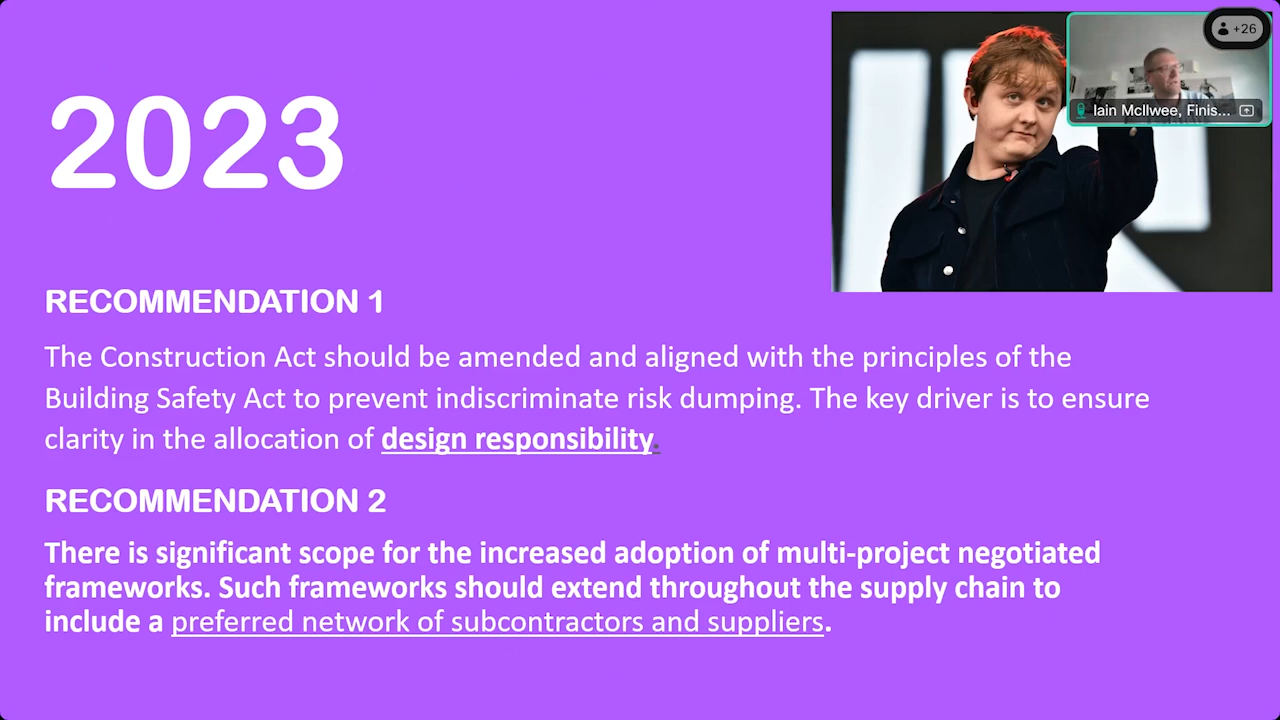 2023
+26
Iain McIlwee, Finis...
RECOMMENDATION 1
The Construction Act should be amended and aligned with the principles of the
Building Safety Act to prevent indiscriminate risk dumping. The key driver is to ensure
clarity in the allocation of design responsibility.
RECOMMENDATION 2
There is significant scope for the increased adoption of multi-project negotiated
frameworks. Such frameworks should extend throughout the supply chain to
include a preferred network of subcontractors and suppliers.